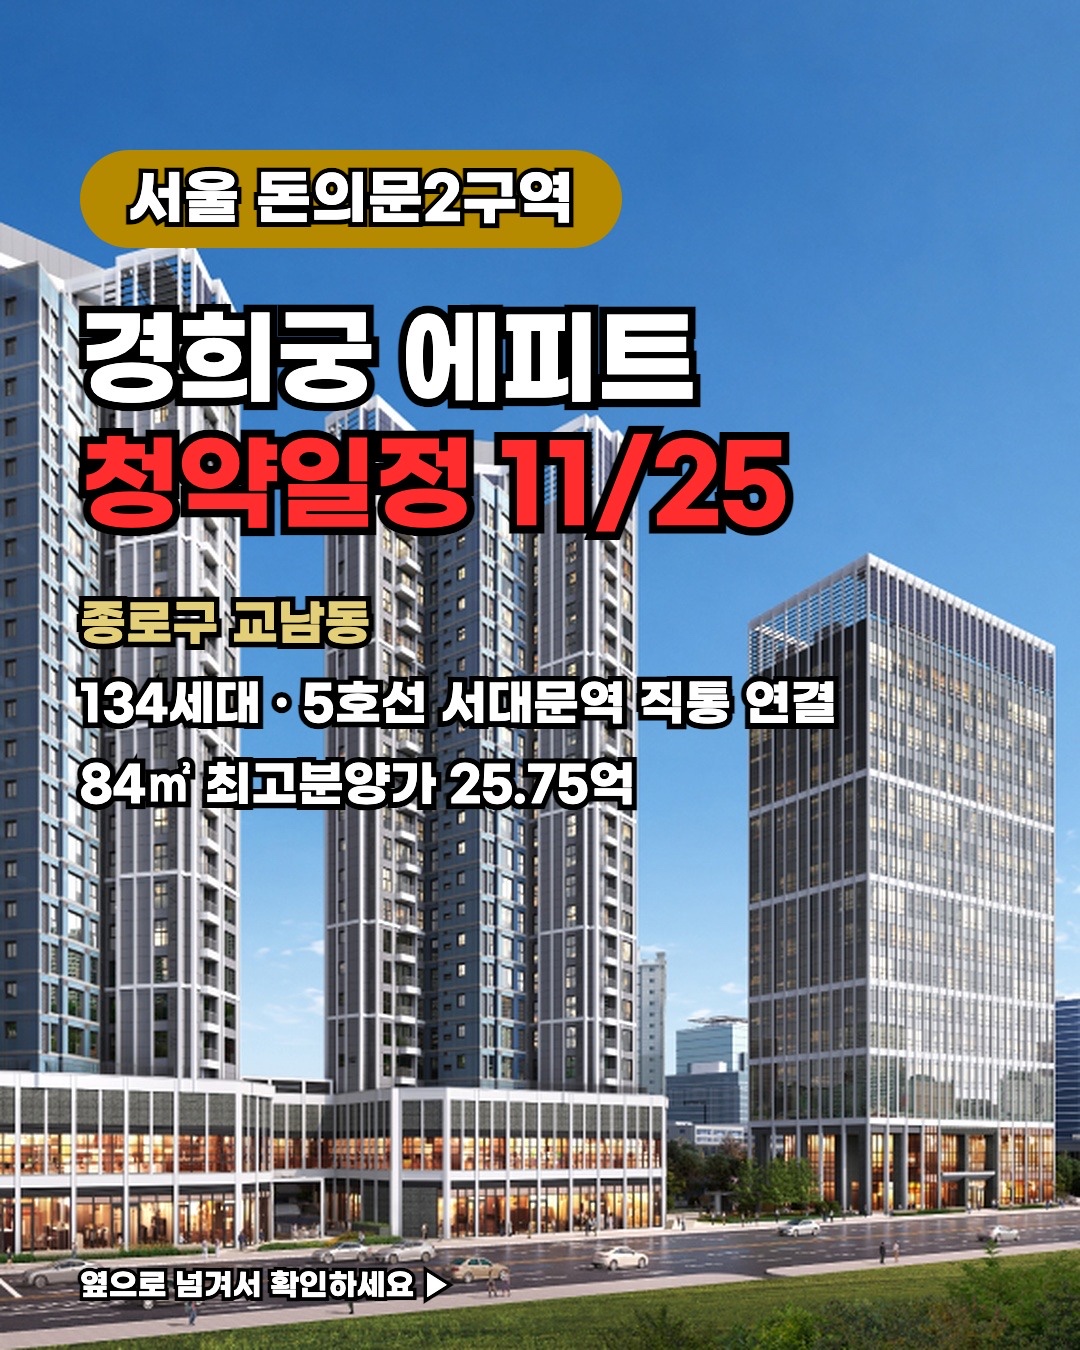 서울 돈의문2구역
경희궁 에피트
청약일정 11/25
종로구 교남동
134세대 · 5호선 서대문역 직통 연결
84㎡ 최고분양가 25.75억
옆으로 넘겨서 확인하세요 ▶